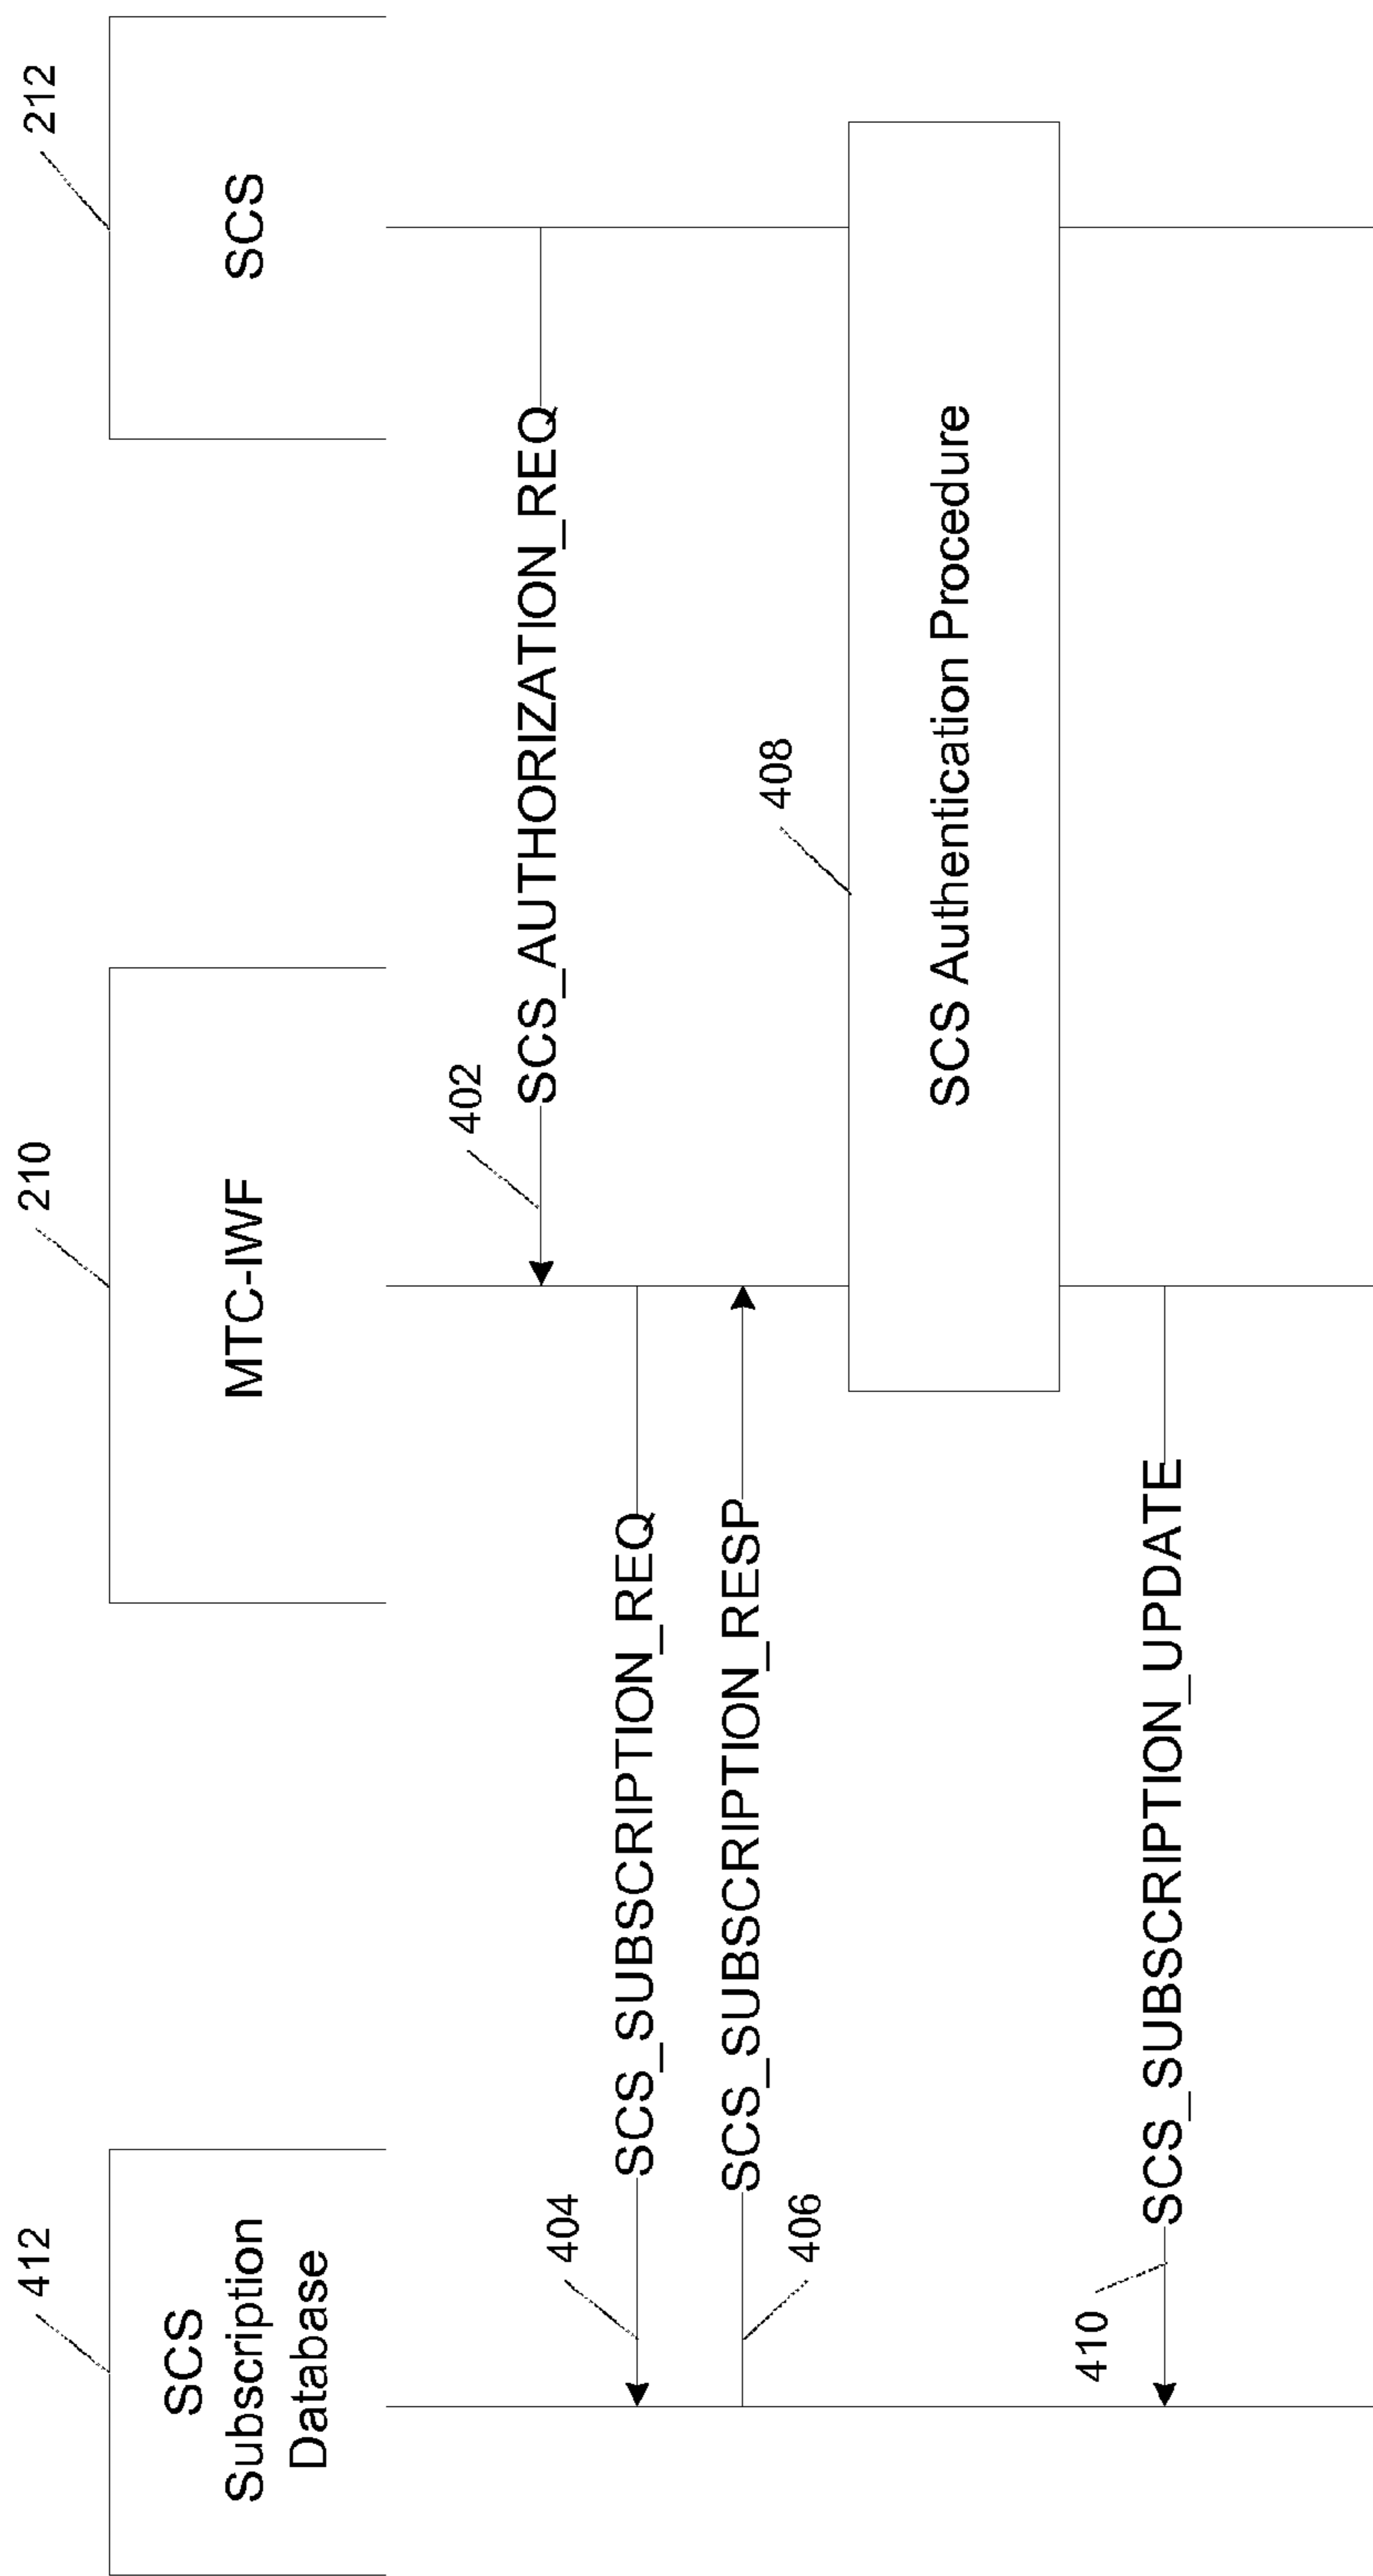 412
SCS
Subscription
Database
210
MTC-IWF
212
SCS
402
SCS_AUTHORIZATION_REQ
404
SCS_SUBSCRIPTION_REQ
SCS_SUBSCRIPTION_RESP
406
408
SCS Authentication Procedure
410
SCS_SUBSCRIPTION_UPDATE